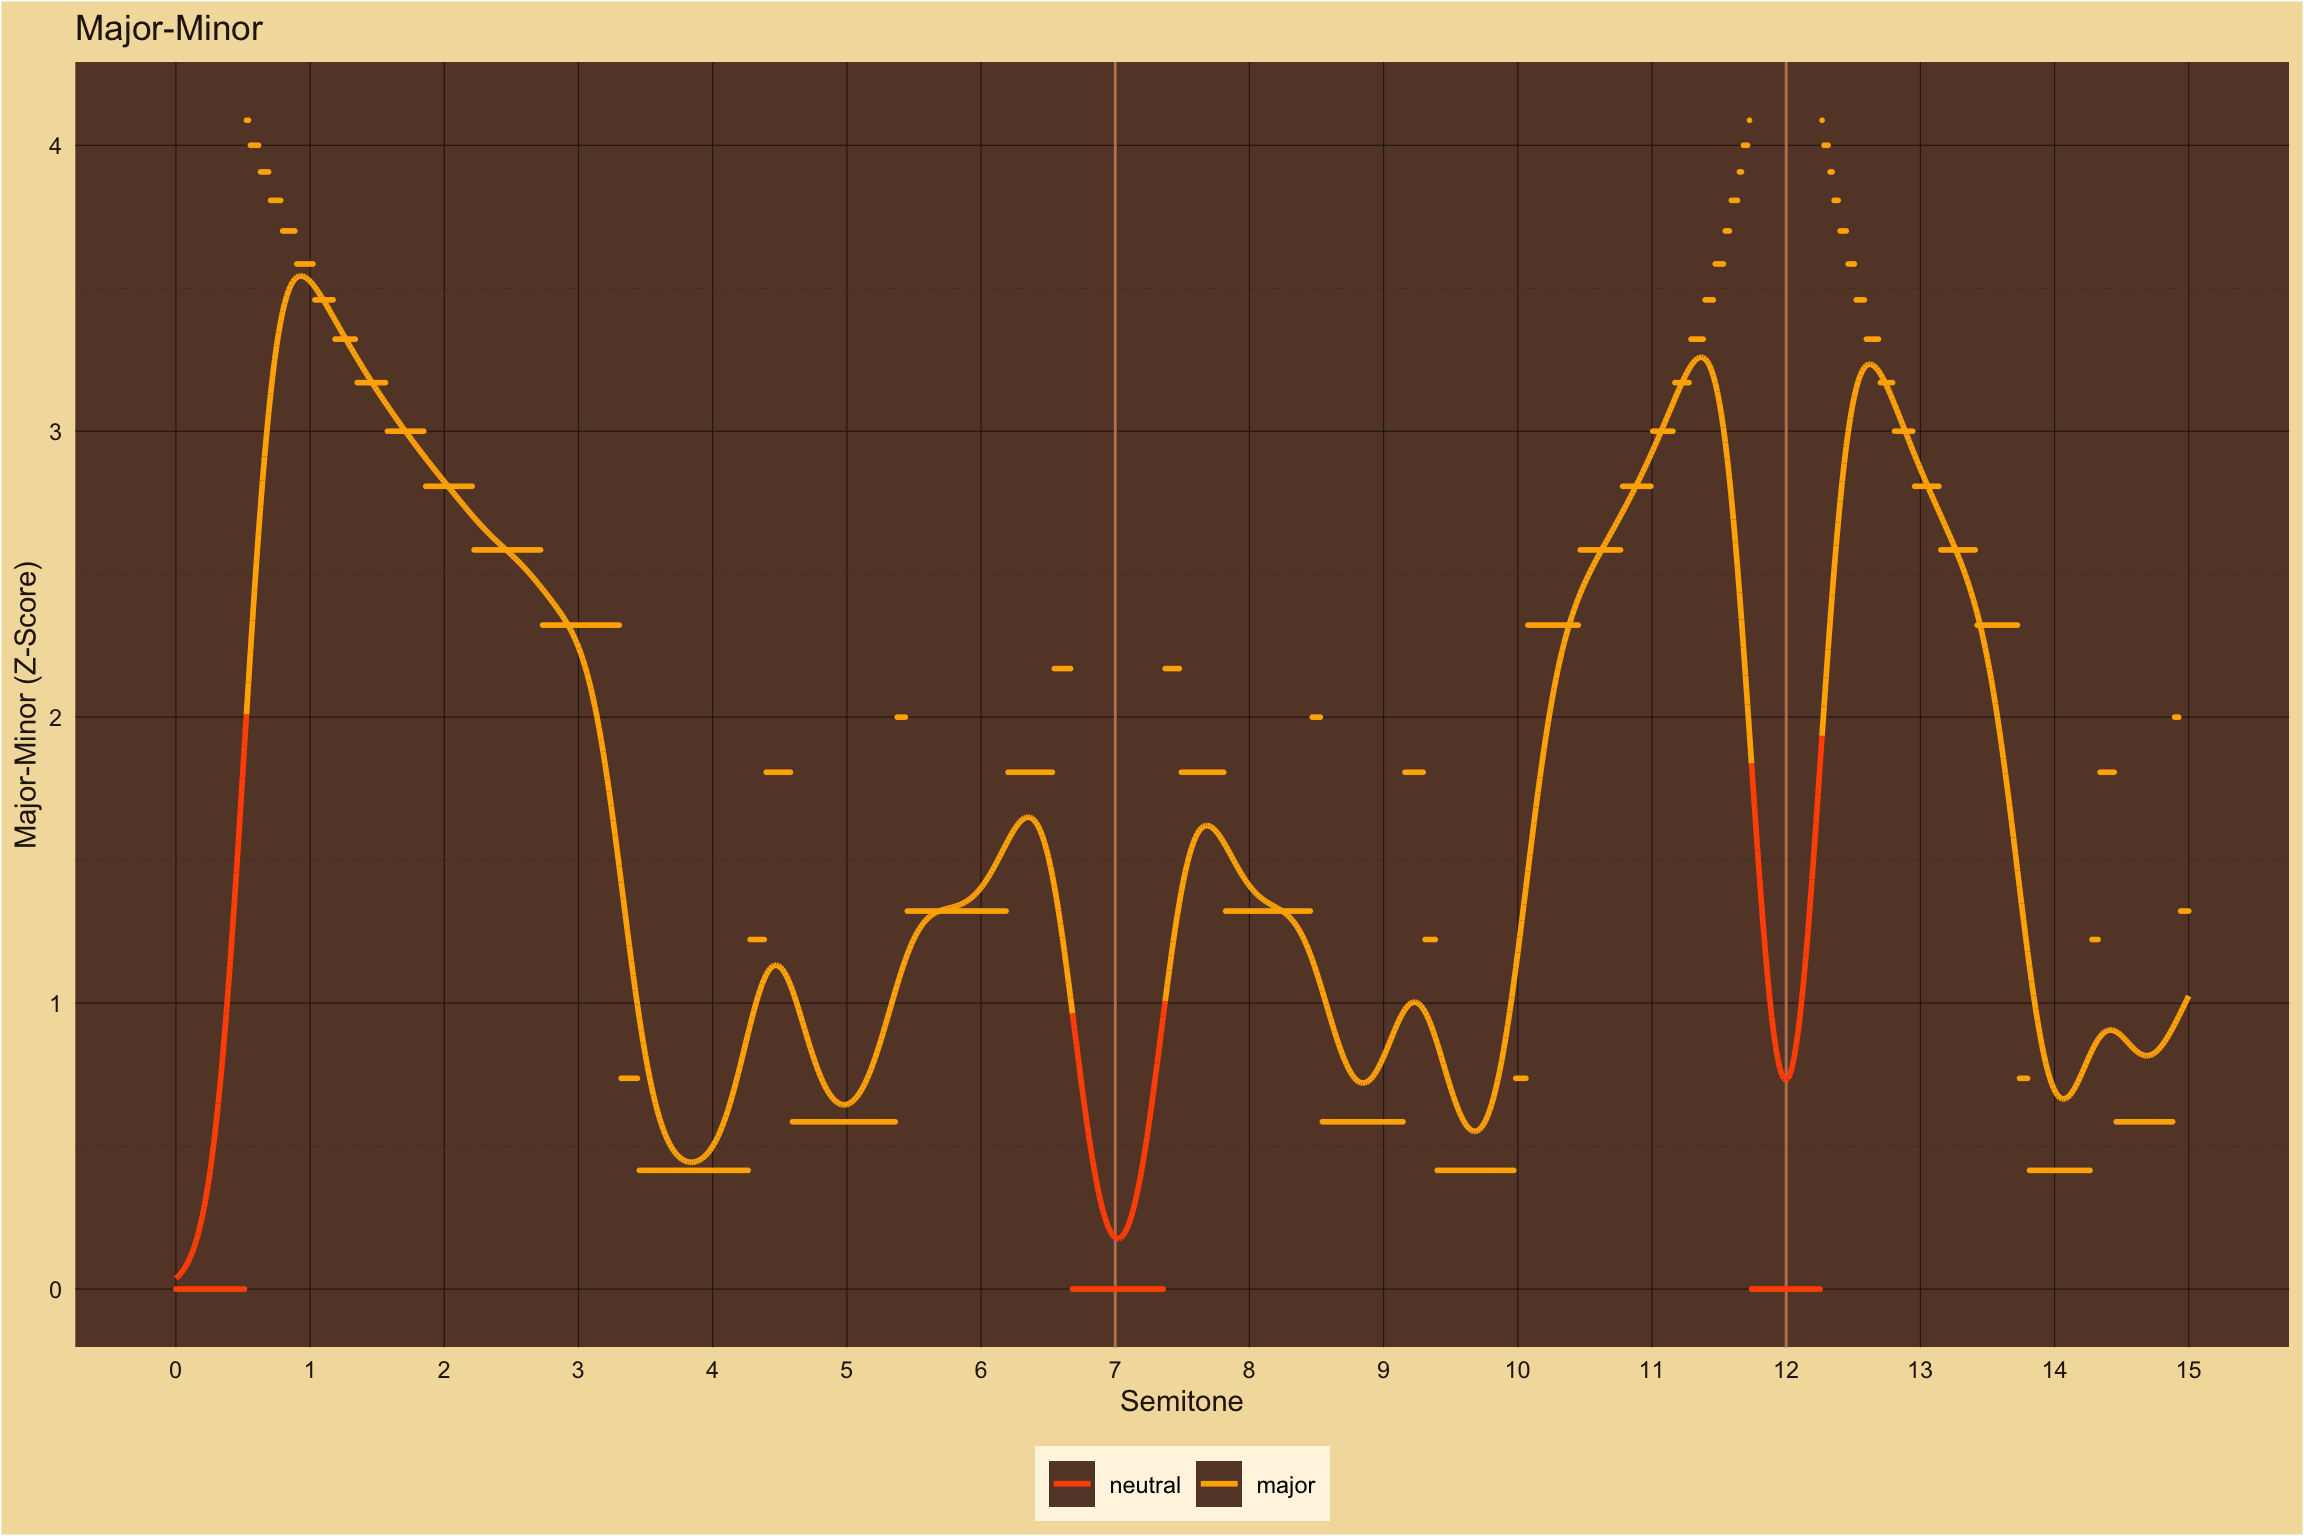 Major-Minor
Major-Minor (Z-Score)
4
3
2
1
0
0 1 2 3 4 5 6 7 8 9 10 11 12 13 14 15
Semitone
neutral major